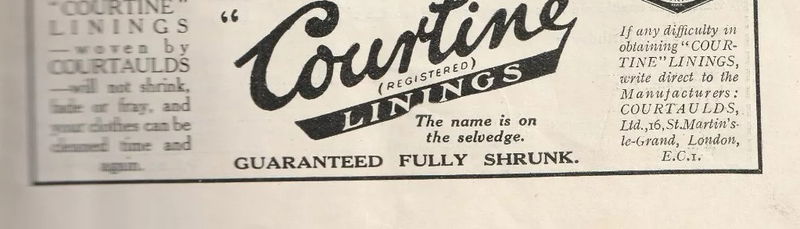 "COURTINE"
LININGS
—woven by
COURTAULDS
—will not shrink,
fade or fray, and
your clothes can be
cleaned time and
again.
"Courtine
(REGISTERED)
LININGS
The name is on
the selvedge.
GUARANTEED FULLY SHRUNK.
If any difficulty in
obtaining "COUR-
TINE" LININGS,
write direct to the
Manufacturers:
COURTAULDS,
Ltd., 16, St. Martin's-
le-Grand, London,
E.C.1.